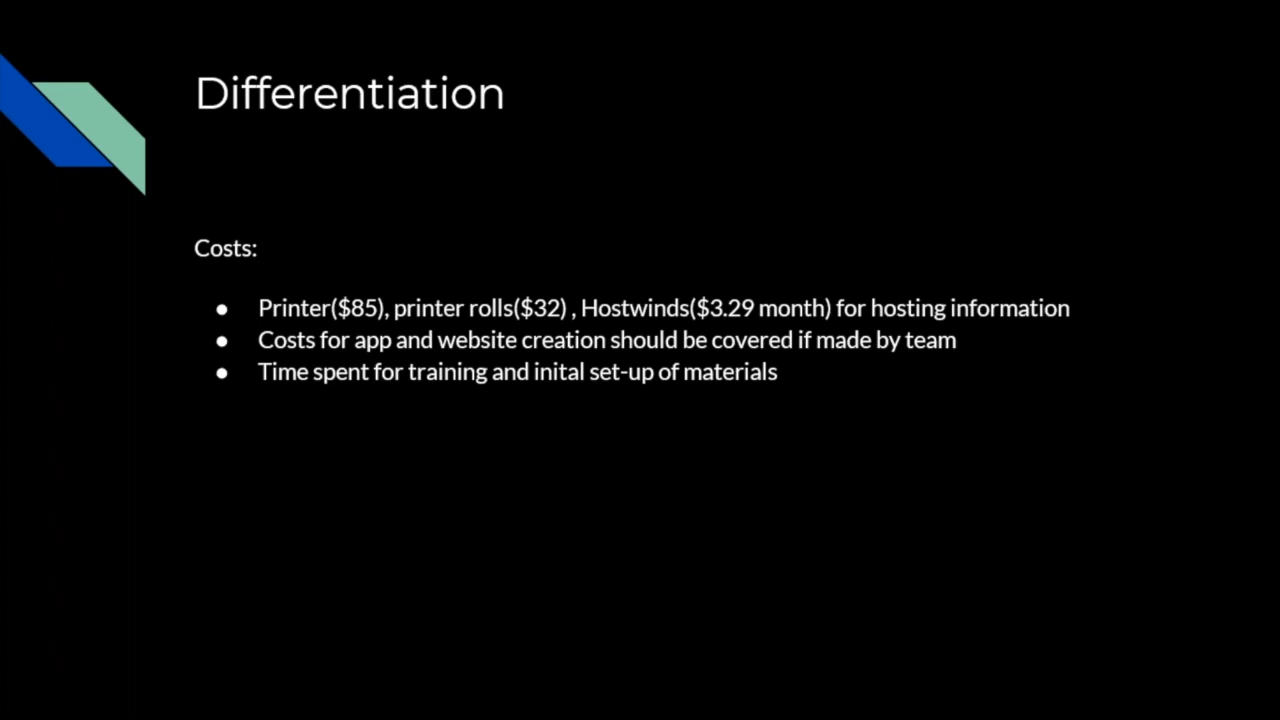 Differentiation
Costs:
● Printer($85), printer rolls($32) , Hostwinds($3.29 month) for hosting information
● Costs for app and website creation should be covered if made by team
● Time spent for training and inital set-up of materials